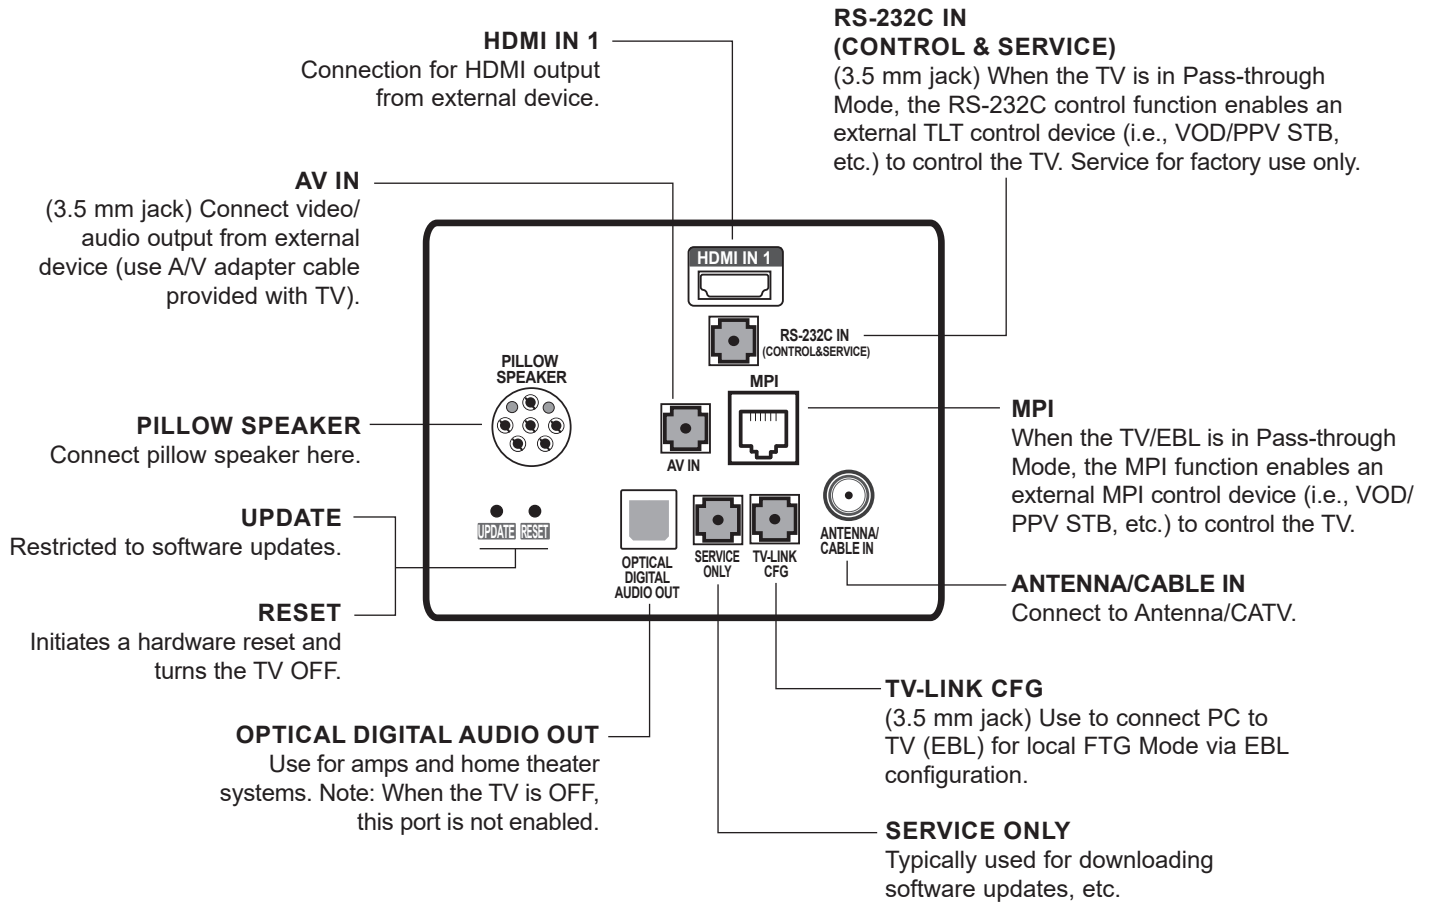 HDMI IN 1
Connection for HDMI output
from external device.
RS-232C IN
(CONTROL & SERVICE)
(3.5 mm jack) When the TV is in Pass-through
Mode, the RS-232C control function enables an
external TLT control device (i.e., VOD/PPV STB,
etc.) to control the TV. Service for factory use only.
AV IN
(3.5 mm jack) Connect video/
audio output from external
device (use A/V adapter cable
provided with TV).
PILLOW SPEAKER
Connect pillow speaker here.
UPDATE
Restricted to software updates.
RESET
Initiates a hardware reset and
turns the TV OFF.
OPTICAL DIGITAL AUDIO OUT
Use for amps and home theater
systems. Note: When the TV is OFF,
this port is not enabled.
HDMI IN 1
RS-232C IN
(CONTROL&SERVICE)
PILLOW
SPEAKER
MPI
AV IN
UPDATE RESET
OPTICAL
DIGITAL
AUDIO OUT
SERVICE
ONLY
TV-LINK
CFG
ANTENNA/
CABLE IN
MPI
When the TV/EBL is in Pass-through
Mode, the MPI function enables an
external MPI control device (i.e., VOD/
PPV STB, etc.) to control the TV.
ANTENNA/CABLE IN
Connect to Antenna/CATV.
TV-LINK CFG
(3.5 mm jack) Use to connect PC to
TV (EBL) for local FTG Mode via EBL
configuration.
SERVICE ONLY
Typically used for downloading
software updates, etc.